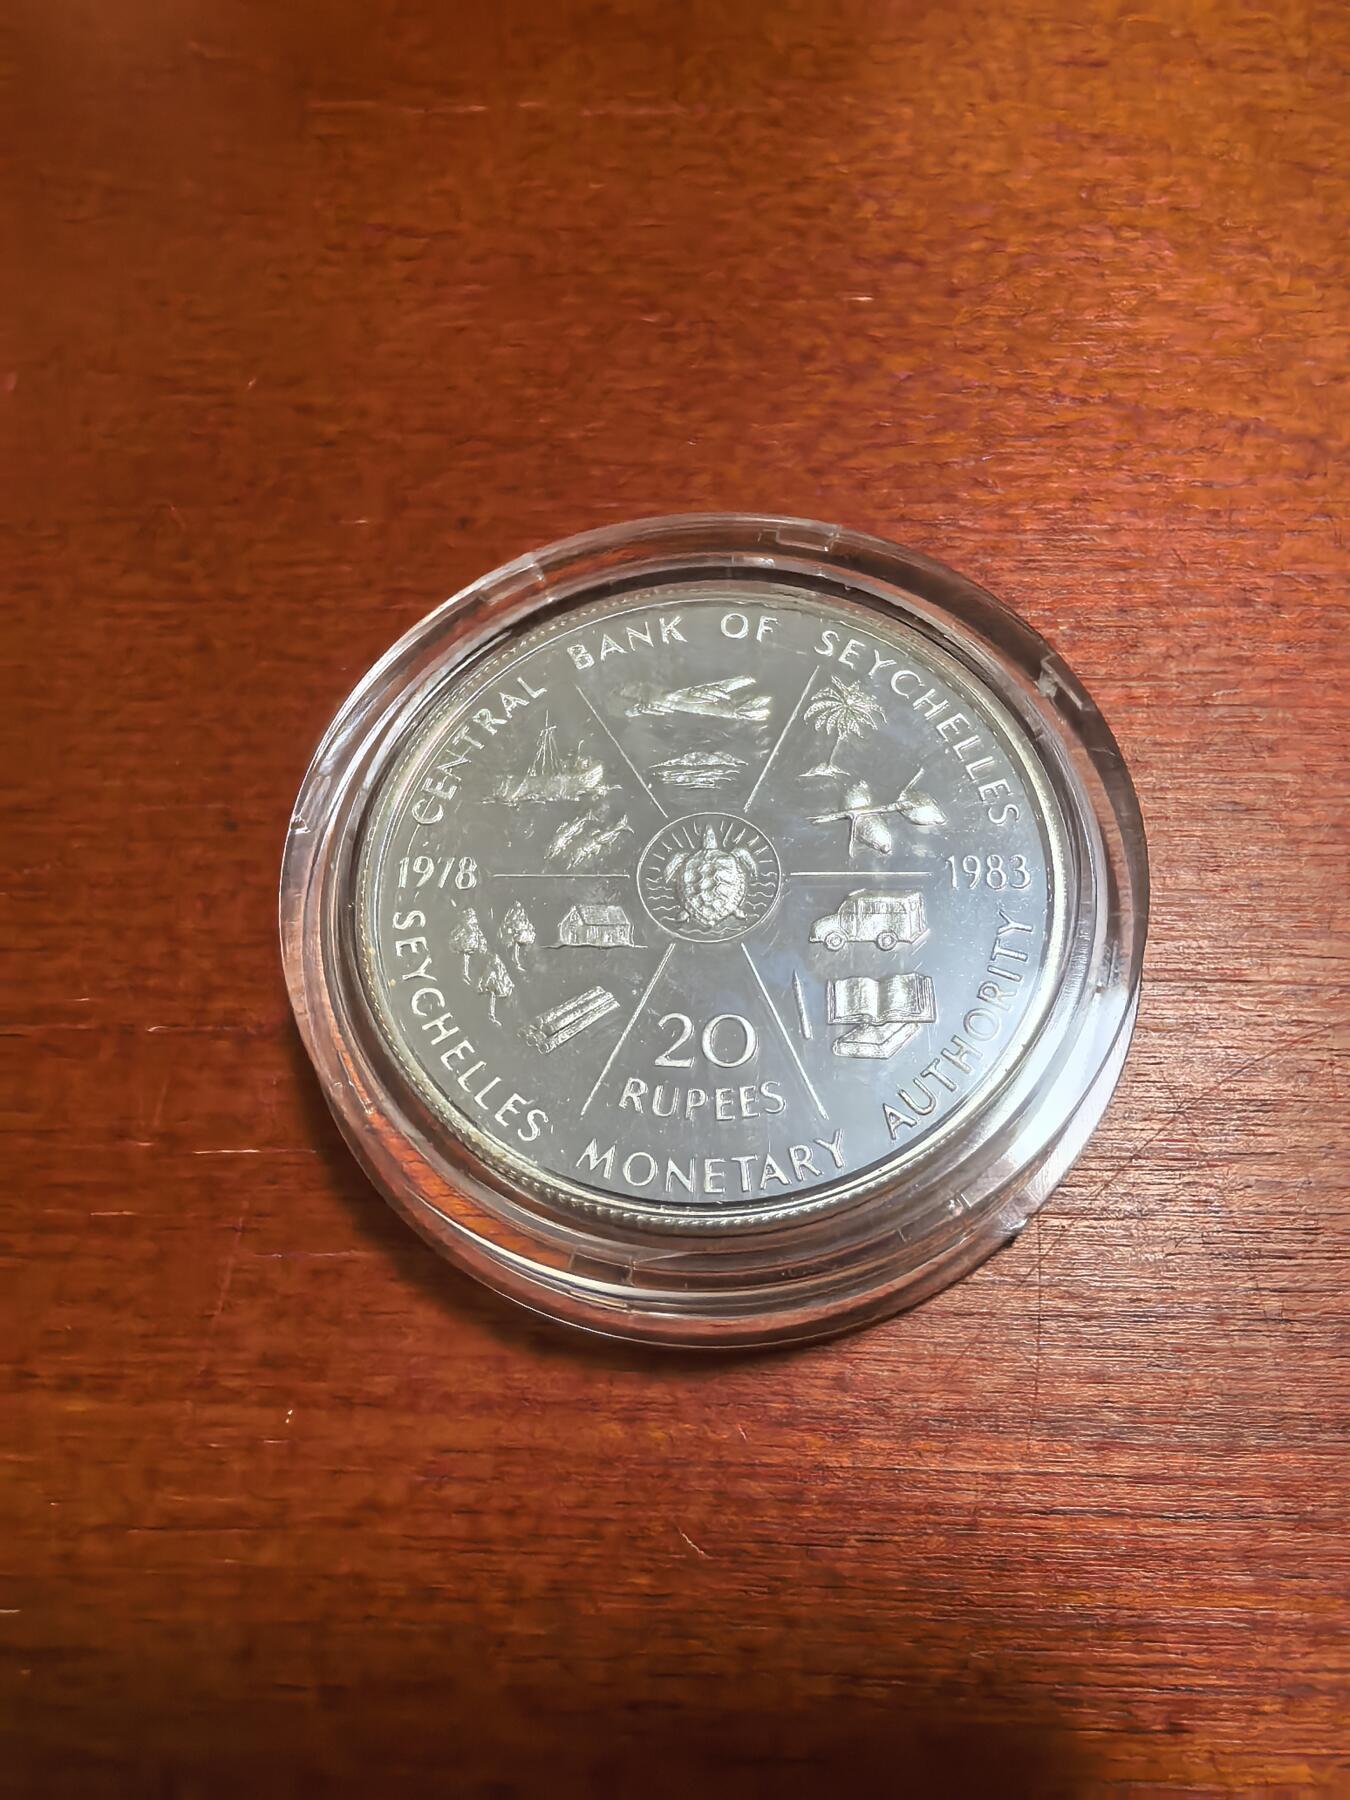 CENTRAL BANK OF SEYCHELLES
1978
1983
20
RUPEES
SEYCHELLES MONETARY AUTHORITY